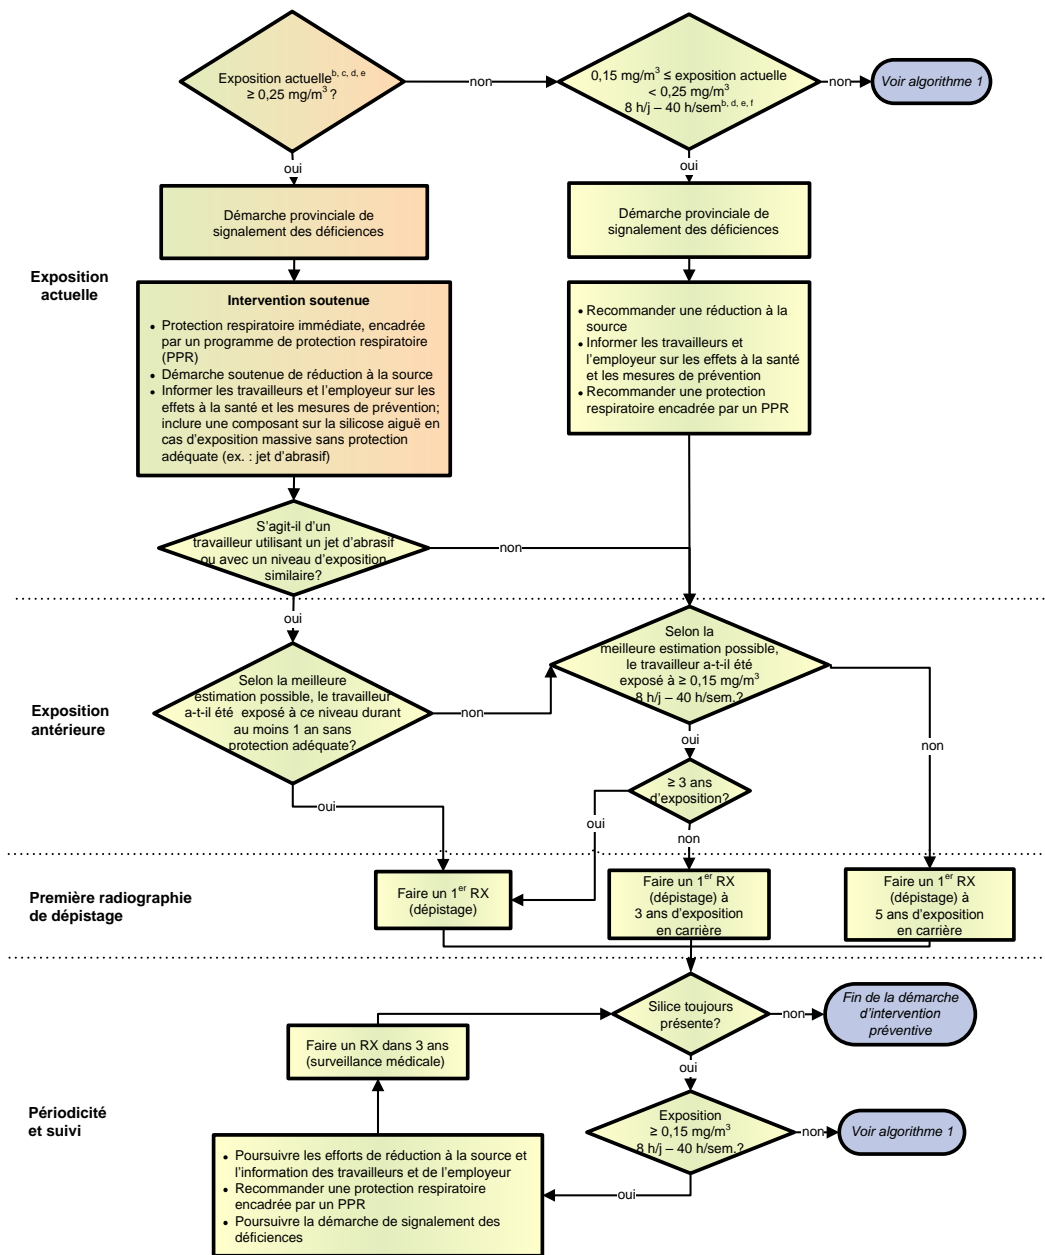 Exposition actuelle b, c, d, e
≥ 0,25 mg/m³ ?
non
0,15 mg/m³ ≤ exposition actuelle
< 0,25 mg/m³
8 h/j – 40 h/sem b, d, e, f
non
Voir algorithme 1
oui
oui
Démarche provinciale de
signalement des déficiences
Démarche provinciale de
signalement des déficiences
Exposition
actuelle
Intervention soutenue
• Protection respiratoire immédiate, encadrée
par un programme de protection respiratoire
(PPR)
• Démarche soutenue de réduction à la source
• Informer les travailleurs et l'employeur sur les
effets à la santé et les mesures de prévention;
inclure une composant sur la silicose aiguë en
cas d'exposition massive sans protection
adéquate (ex. : jet d'abrasif)
• Recommander une réduction à la
source
• Informer les travailleurs et
l'employeur sur les effets à la santé
et les mesures de prévention
• Recommander une protection
respiratoire encadrée par un PPR
S'agit-il d'un
travailleur utilisant un jet d'abrasif
ou avec un niveau d'exposition
similaire?
non
oui
Exposition
antérieure
Selon la meilleure
estimation possible, le travailleur
a-t-il été exposé à ce niveau durant
au moins 1 an sans
protection adéquate?
non
Selon la
meilleure estimation possible,
le travailleur a-t-il été
exposé à ≥ 0,15 mg/m³
8 h/j – 40 h/sem.?
oui
non
≥ 3 ans
d'exposition?
oui
oui
non
Première radiographie
de dépistage
Faire un 1er RX
(dépistage)
Faire un 1er RX
(dépistage) à
3 ans d'exposition
en carrière
Faire un 1er RX
(dépistage) à
5 ans d'exposition
en carrière
Silice toujours
présente?
non
Fin de la démarche
d'intervention
préventive
Faire un RX dans 3 ans
(surveillance médicale)
oui
Périodicité
et suivi
Exposition
≥ 0,15 mg/m³
8 h/j – 40 h/sem.?
non
Voir algorithme 1
oui
• Poursuivre les efforts de réduction à la source et
l'information des travailleurs et de l'employeur
• Recommander une protection respiratoire
encadrée par un PPR
• Poursuivre la démarche de signalement des
déficiences